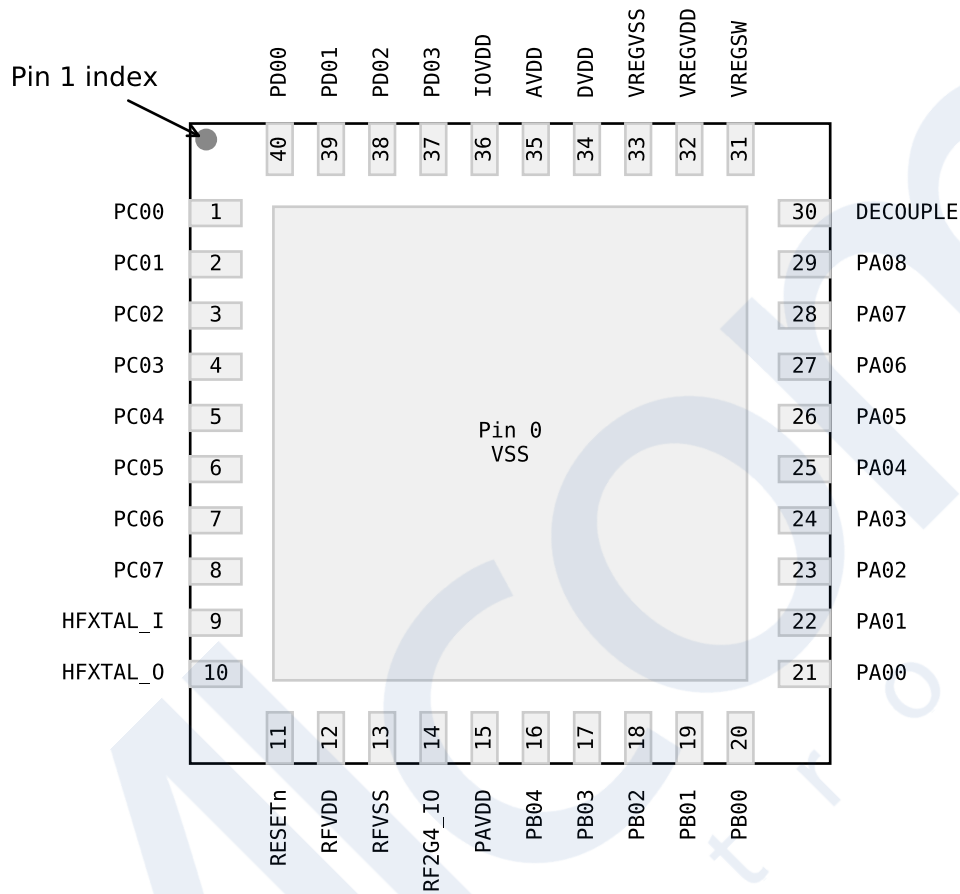 PD00 PD01 PD02 PD03 IOVDD AVDD DVDD VREGVSS VREGVDD VREGSW
Pin 1 index
40 39 38 37 36 35 34 33 32 31
PC00 1 30 DECOUPLE
PC01 2 29 PA08
PC02 3 28 PA07
PC03 4 27 PA06
PC04 5 26 PA05
Pin 0
VSS
PC05 6 25 PA04
PC06 7 24 PA03
PC07 8 23 PA02
HFXTAL_I 9 22 PA01
HFXTAL_O 10 21 PA00
11 12 13 14 15 16 17 18 19 20
RESETn RFVDD RFVSS RF2G4_IO PAVDD PB04 PB03 PB02 PB01 PB00